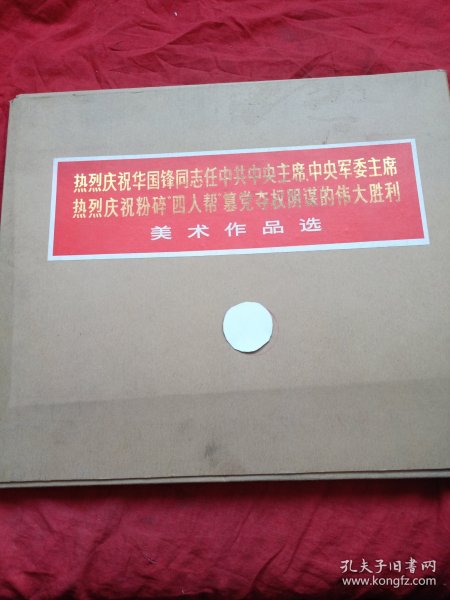 热烈庆祝华国锋同志任中共中央主席、中央军委主席
热烈庆祝粉碎"四人帮"篡党夺权阴谋的伟大胜利
美术作品选
孔夫子旧书网
www.kongfz.com